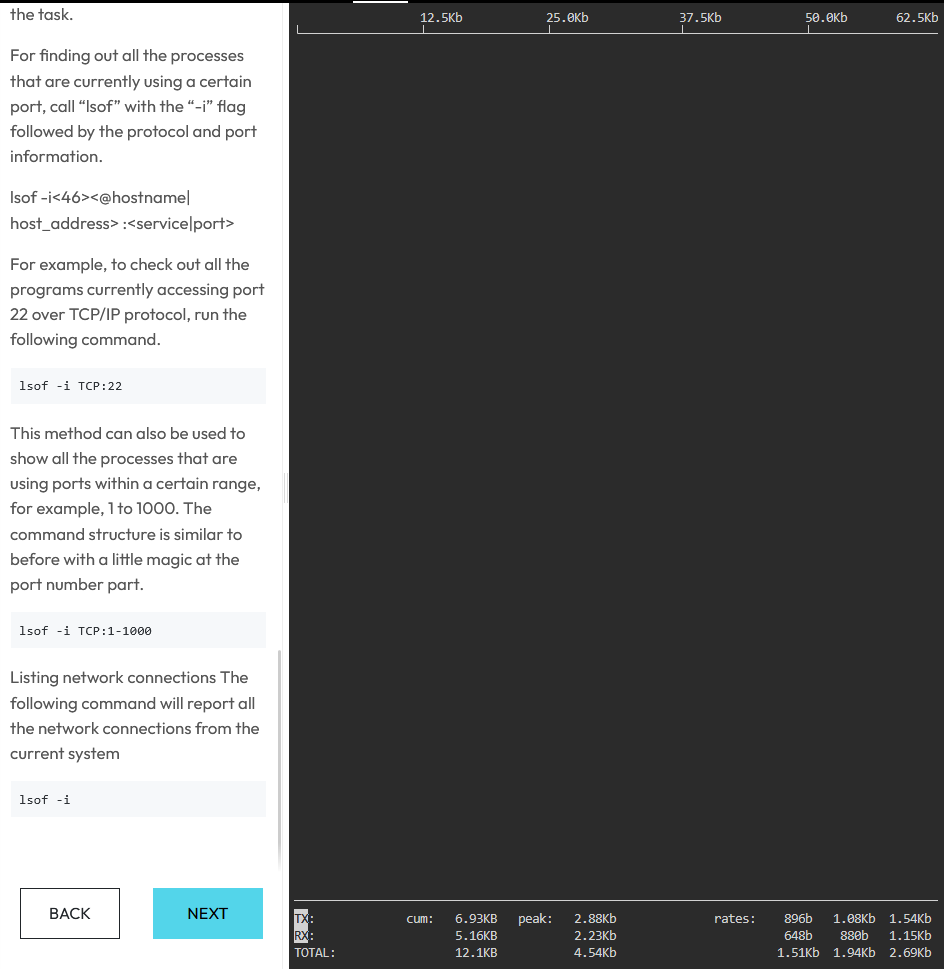 the task.
For finding out all the processes
that are currently using a certain
port, call “lsof” with the “-i” flag
followed by the protocol and port
information.
lsof -i<46><@hostname|
host_address> :<service|port>
For example, to check out all the
programs currently accessing port
22 over TCP/IP protocol, run the
following command.
lsof -i TCP:22
This method can also be used to
show all the processes that are
using ports within a certain range,
for example, 1 to 1000. The
command structure is similar to
before with a little magic at the
port number part.
lsof -i TCP:1-1000
Listing network connections The
following command will report all
the network connections from the
current system
lsof -i
BACK NEXT
12.5Kb 25.0Kb 37.5Kb 50.0Kb 62.5Kb
TX: cum: 6.93KB peak: 2.88Kb rates: 896b 1.08Kb 1.54Kb
RX: 5.16KB 2.23Kb 648b 880b 1.15Kb
TOTAL: 12.1KB 4.54Kb 1.51Kb 1.94Kb 2.69Kb